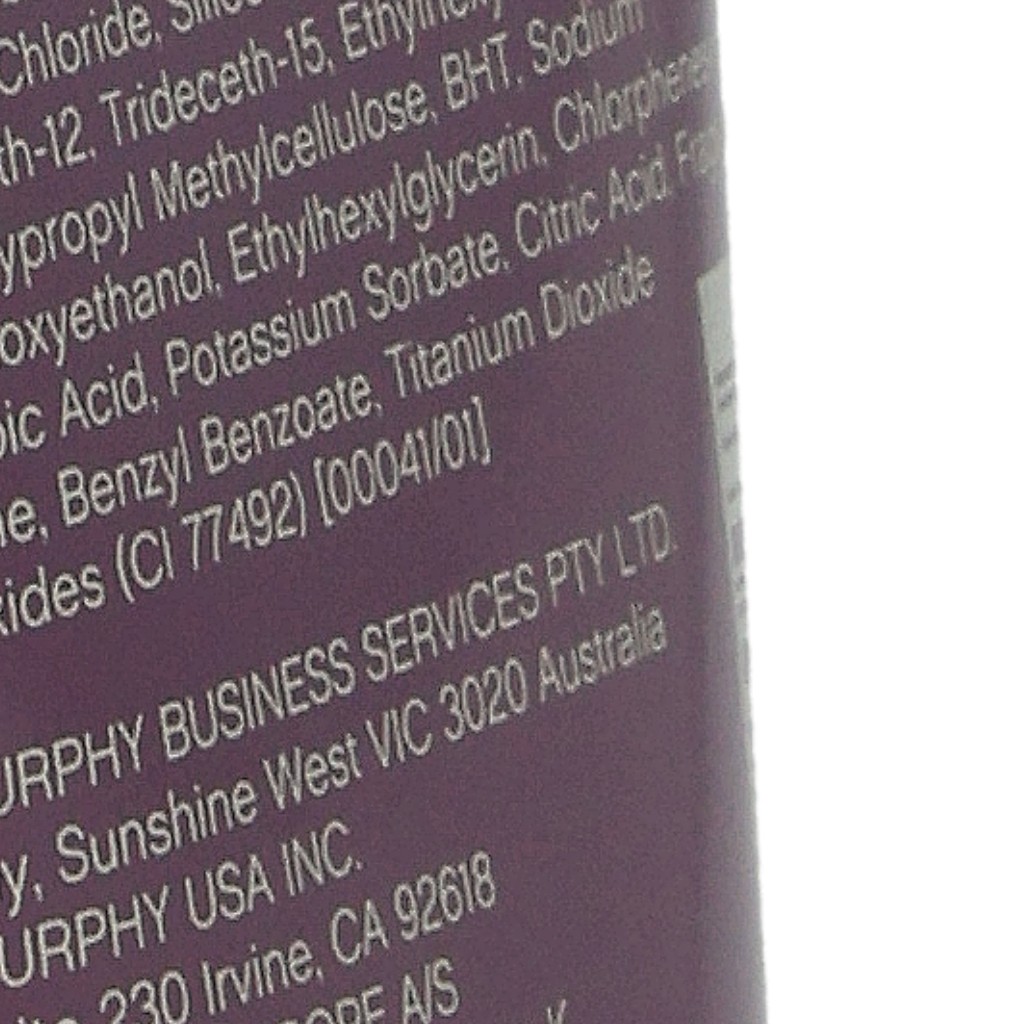 Chloride,
th-12, Trideceth-15,
ypropyl Methylcellulose, BHT, Sodium
oxyethanol, Ethylhexylglycerin,
ic Acid, Potassium Sorbate, Citric Acid,
ne, Benzyl Benzoate, Titanium Dioxide
ides (CI 77492) [00041/01]
URPHY BUSINESS SERVICES PTY LTD.
y, Sunshine West VIC 3020 Australia
URPHY USA INC.
230 Irvine, CA 92618
A/S